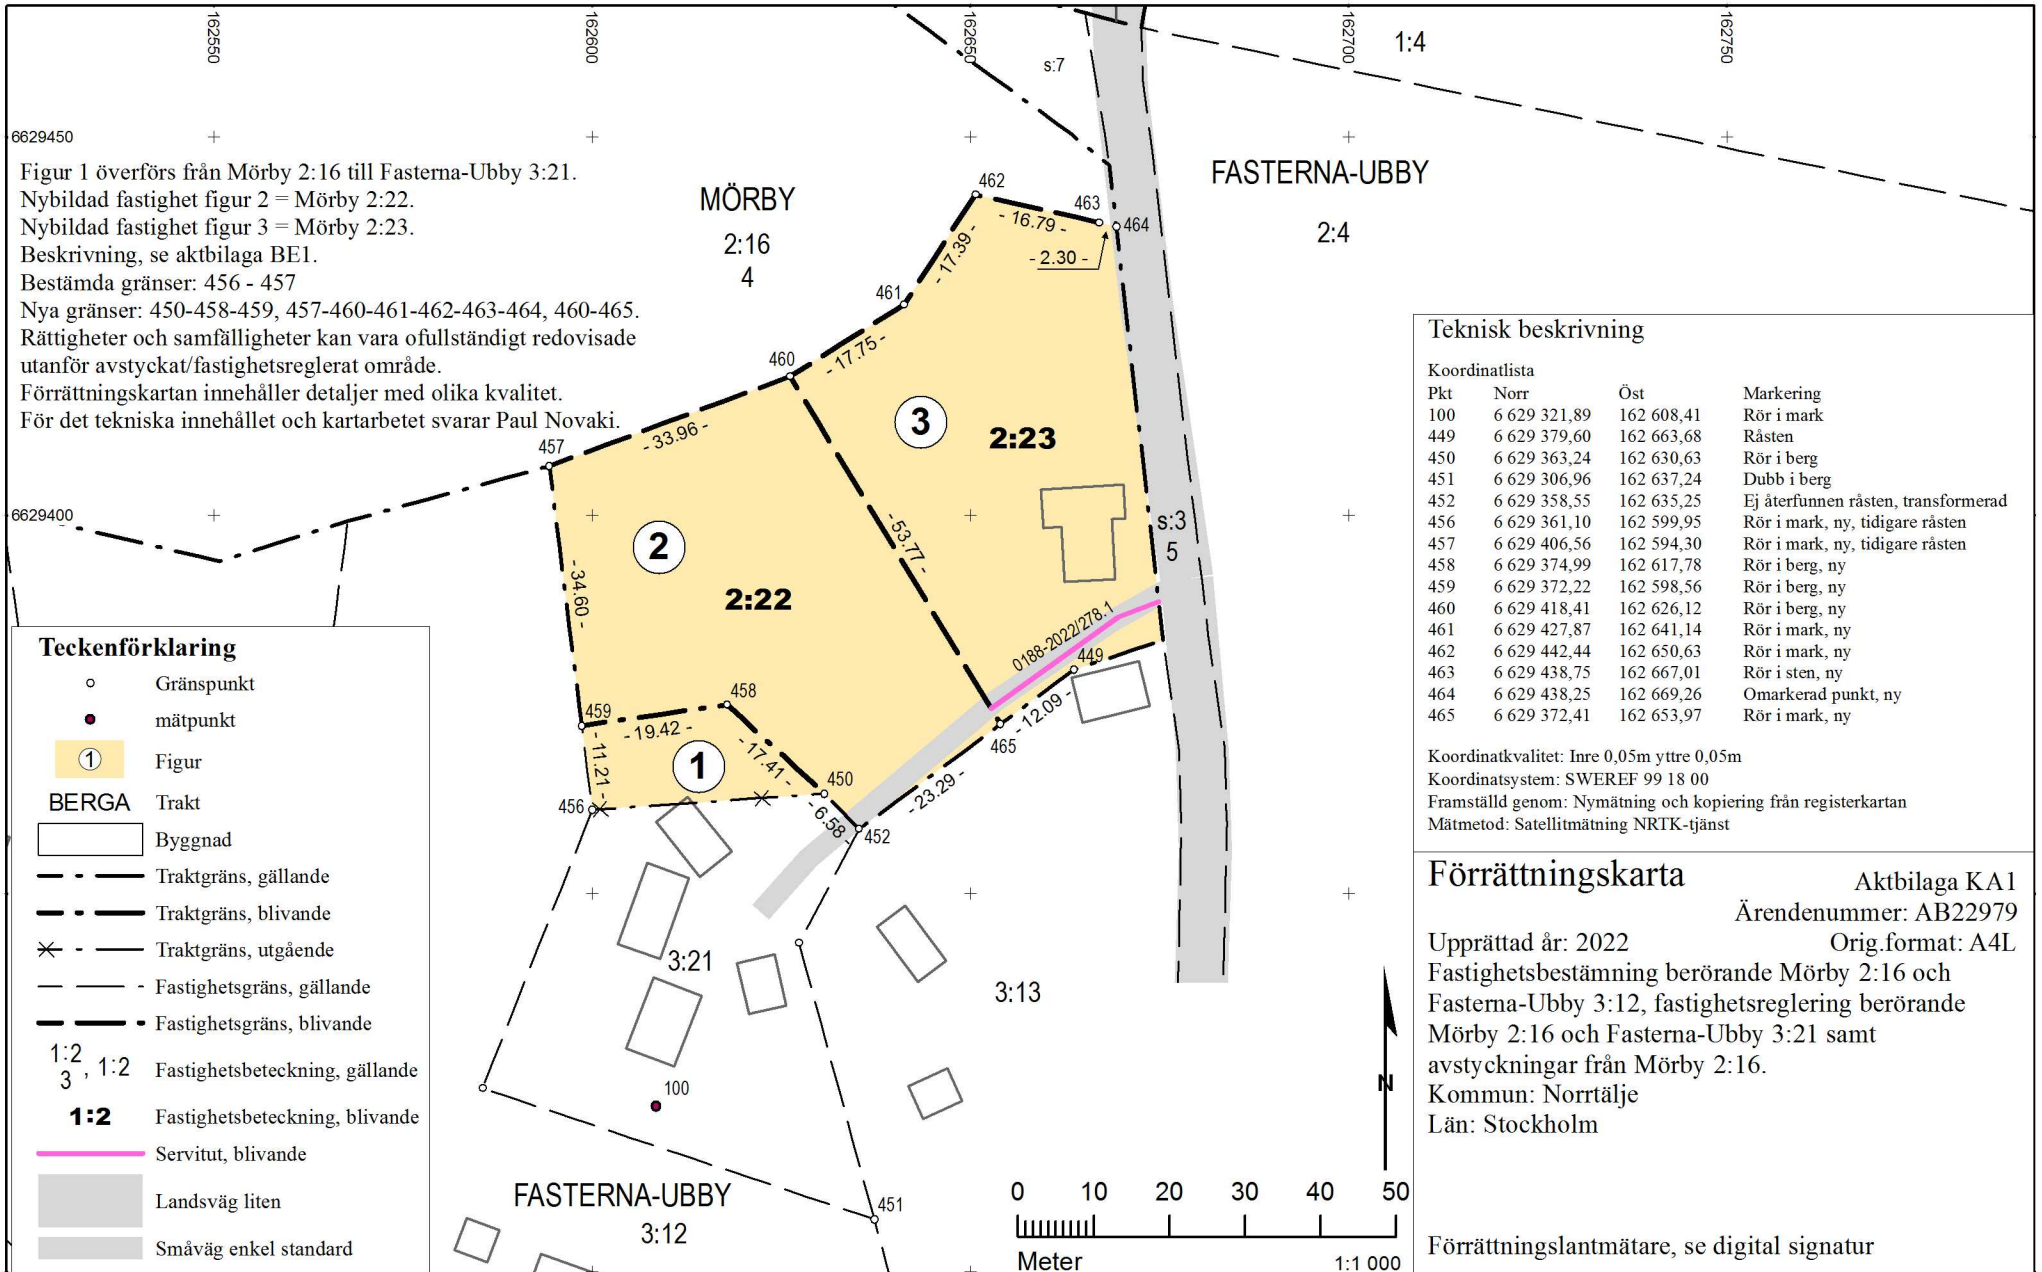 162550
162600
162650
162700
162750
1:4
s:7
6629450
Figur 1 överförs från Mörby 2:16 till Fasterna-Ubby 3:21.
Nybildad fastighet figur 2 = Mörby 2:22.
Nybildad fastighet figur 3 = Mörby 2:23.
Beskrivning, se aktbilaga BE1.
Bestämda gränser: 456 - 457
Nya gränser: 450-458-459, 457-460-461-462-463-464, 460-465.
Rättigheter och samfälligheter kan vara ofullständigt redovisade
utanför avstyckat/fastighetsreglerat område.
Förrättningskartan innehåller detaljer med olika kvalitet.
För det tekniska innehållet och kartarbetet svarar Paul Novaki.
MÖRBY
2:16
4
FASTERNA-UBBY
2:4
462
463
464
- 16.79 -
- 2.30 -
- 17.39 -
461
- 17.75 -
460
- 33.96 -
457
3
2:23
6629400
- 53.77 -
s:3
5
2
2:22
- 34.60 -
0188-2022/278.1
449
458
459
- 19.42 -
- 17.41 -
- 11.21 -
1
450
465
- 12.09 -
- 23.29 -
456
- 6.58 -
452
3:21
3:13
100
FASTERNA-UBBY
3:12
451
Teckenförklaring
Gränspunkt
mätpunkt
1 Figur
BERGA Trakt
Byggnad
Traktgräns, gällande
Traktgräns, blivande
Traktgräns, utgående
Fastighetsgräns, gällande
Fastighetsgräns, blivande
1:2
3 , 1:2 Fastighetsbeteckning, gällande
1:2 Fastighetsbeteckning, blivande
Servitut, blivande
Landsväg liten
Småväg enkel standard
N
0 10 20 30 40 50
Meter 1:1 000
Teknisk beskrivning
Koordinatlista
Pkt Norr Öst Markering
100 6 629 321,89 162 608,41 Rör i mark
449 6 629 379,60 162 663,68 Råsten
450 6 629 363,24 162 630,63 Rör i berg
451 6 629 306,96 162 637,24 Dubb i berg
452 6 629 358,55 162 635,25 Ej återfunnen råsten, transformerad
456 6 629 361,10 162 599,95 Rör i mark, ny, tidigare råsten
457 6 629 406,56 162 594,30 Rör i mark, ny, tidigare råsten
458 6 629 374,99 162 617,78 Rör i berg, ny
459 6 629 372,22 162 598,56 Rör i berg, ny
460 6 629 418,41 162 626,12 Rör i berg, ny
461 6 629 427,87 162 641,14 Rör i mark, ny
462 6 629 442,44 162 650,63 Rör i mark, ny
463 6 629 438,75 162 667,01 Rör i sten, ny
464 6 629 438,25 162 669,26 Omarkerad punkt, ny
465 6 629 372,41 162 653,97 Rör i mark, ny
Koordinatkvalitet: Inre 0,05m yttre 0,05m
Koordinatsystem: SWEREF 99 18 00
Framställd genom: Nymätning och kopiering från registerkartan
Mätmetod: Satellitmätning NRTK-tjänst
Förrättningskarta
Aktbilaga KA1
Ärendenummer: AB22979
Upprättad år: 2022 Orig.format: A4L
Fastighetsbestämning berörande Mörby 2:16 och
Fasterna-Ubby 3:12, fastighetsreglering berörande
Mörby 2:16 och Fasterna-Ubby 3:21 samt
avstyckningar från Mörby 2:16.
Kommun: Norrtälje
Län: Stockholm
Förrättningslantmätare, se digital signatur